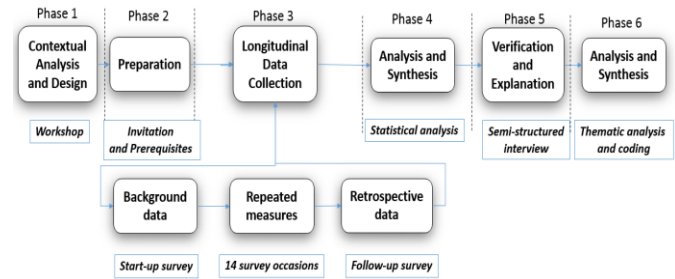 Phase 1
Phase 2
Phase 3
Phase 4
Phase 5
Phase 6
Contextual
Analysis
and Design
Preparation
Longitudinal
Data
Collection
Analysis and
Synthesis
Verification
and
Explanation
Analysis and
Synthesis
Workshop
Invitation
and Prerequisites
Statistical analysis
Semi-structured
interview
Thematic analysis
and coding
Background
data
Repeated
measures
Retrospective
data
Start-up survey
14 survey occasions
Follow-up survey